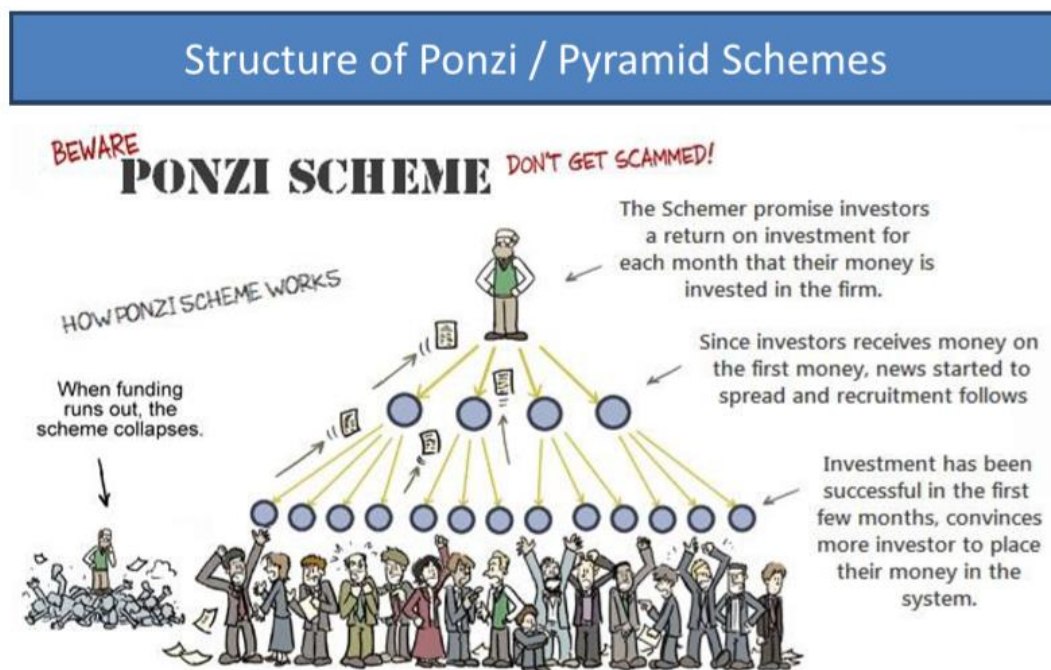 Structure of Ponzi / Pyramid Schemes
BEWARE
PONZI SCHEME
DON'T GET SCAMMED!
The Schemer promise investors
a return on investment for
each month that their money is
invested in the firm.
HOW PONZI SCHEME WORKS
Since investors receives money on
the first money, news started to
spread and recruitment follows
When funding
runs out, the
scheme collapses.
Investment has been
successful in the first
few months, convinces
more investor to place
their money in the
system.